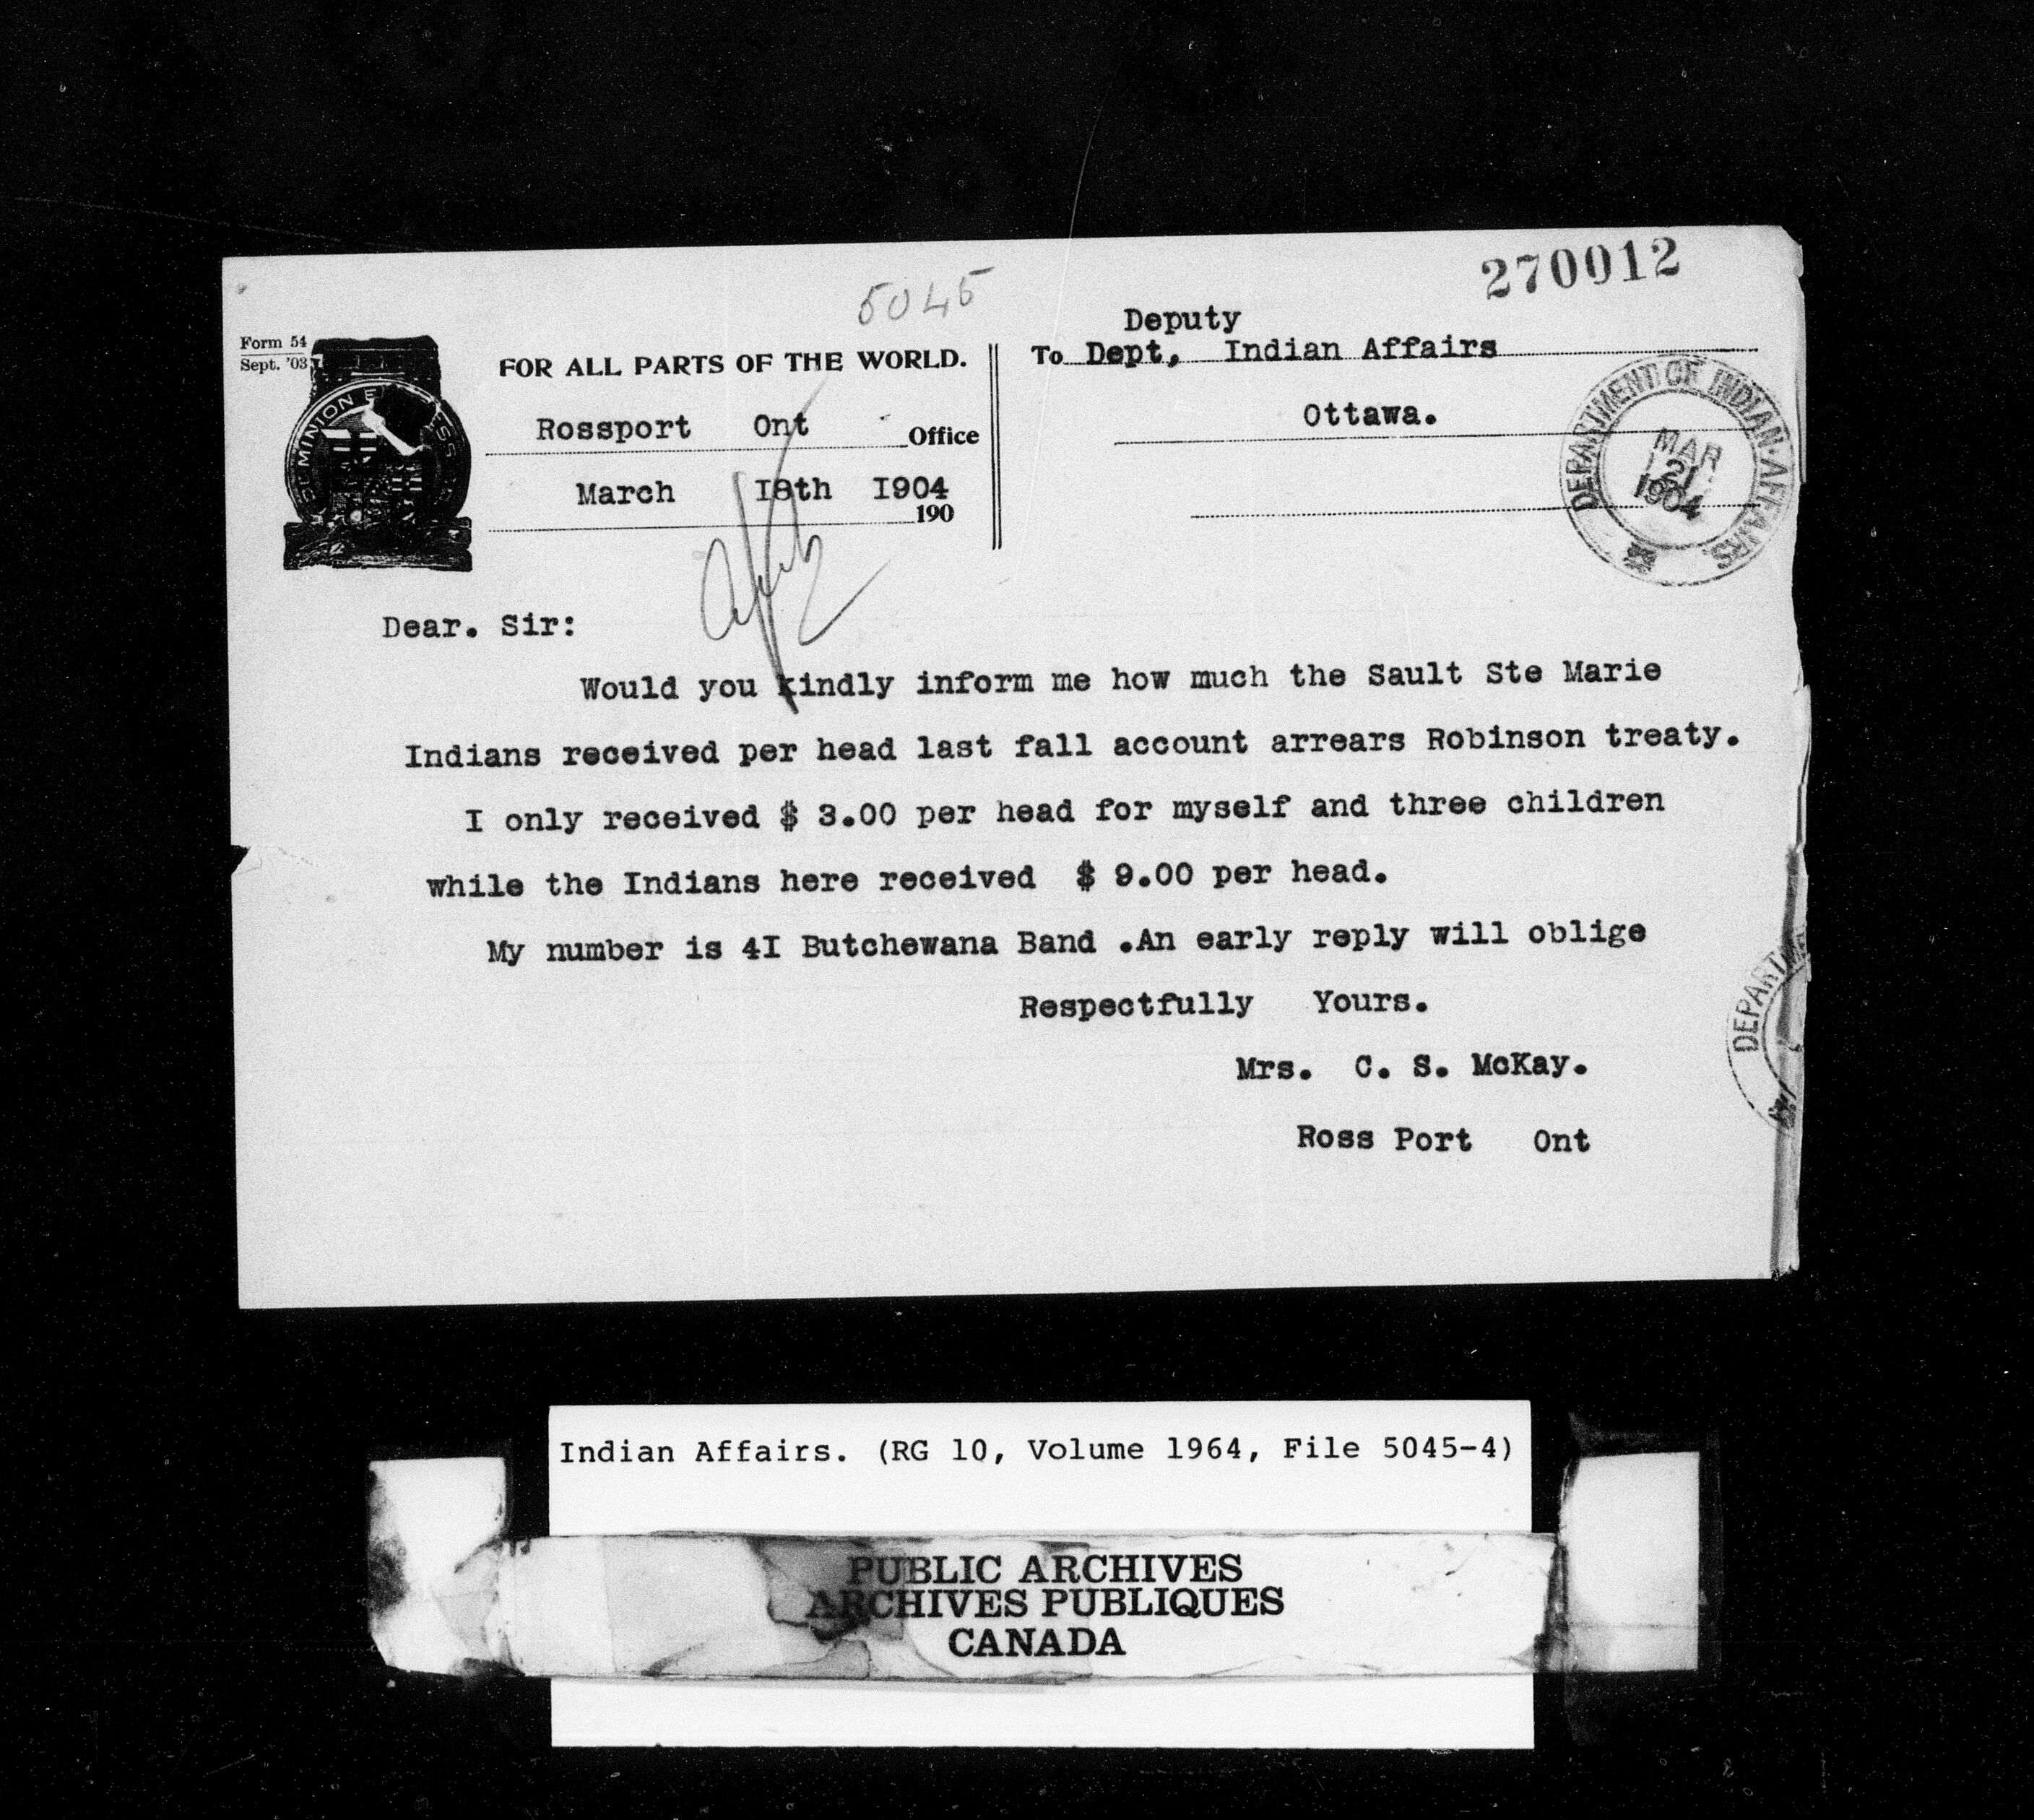 270012
5045
Form 54
Sept. '03
DOMINION E SS
FOR ALL PARTS OF THE WORLD.
Rossport Ont Office
March 18th 1904
190
Deputy
To Dept, Indian Affairs
Ottawa.
DEPARTMENT OF INDIAN AFFAIRS.
MAR
21
1904
Dear. Sir:
Would you kindly inform me how much the Sault Ste Marie
Indians received per head last fall account arrears Robinson treaty.
I only received $ 3.00 per head for myself and three children
while the Indians here received $ 9.00 per head.
My number is 4I Butchewana Band .An early reply will oblige
Respectfully Yours.
Mrs. C. S. McKay.
Ross Port Ont
DEPARTME
Indian Affairs. (RG 10, Volume 1964, File 5045-4)
PUBLIC ARCHIVES
ARCHIVES PUBLIQUES
CANADA